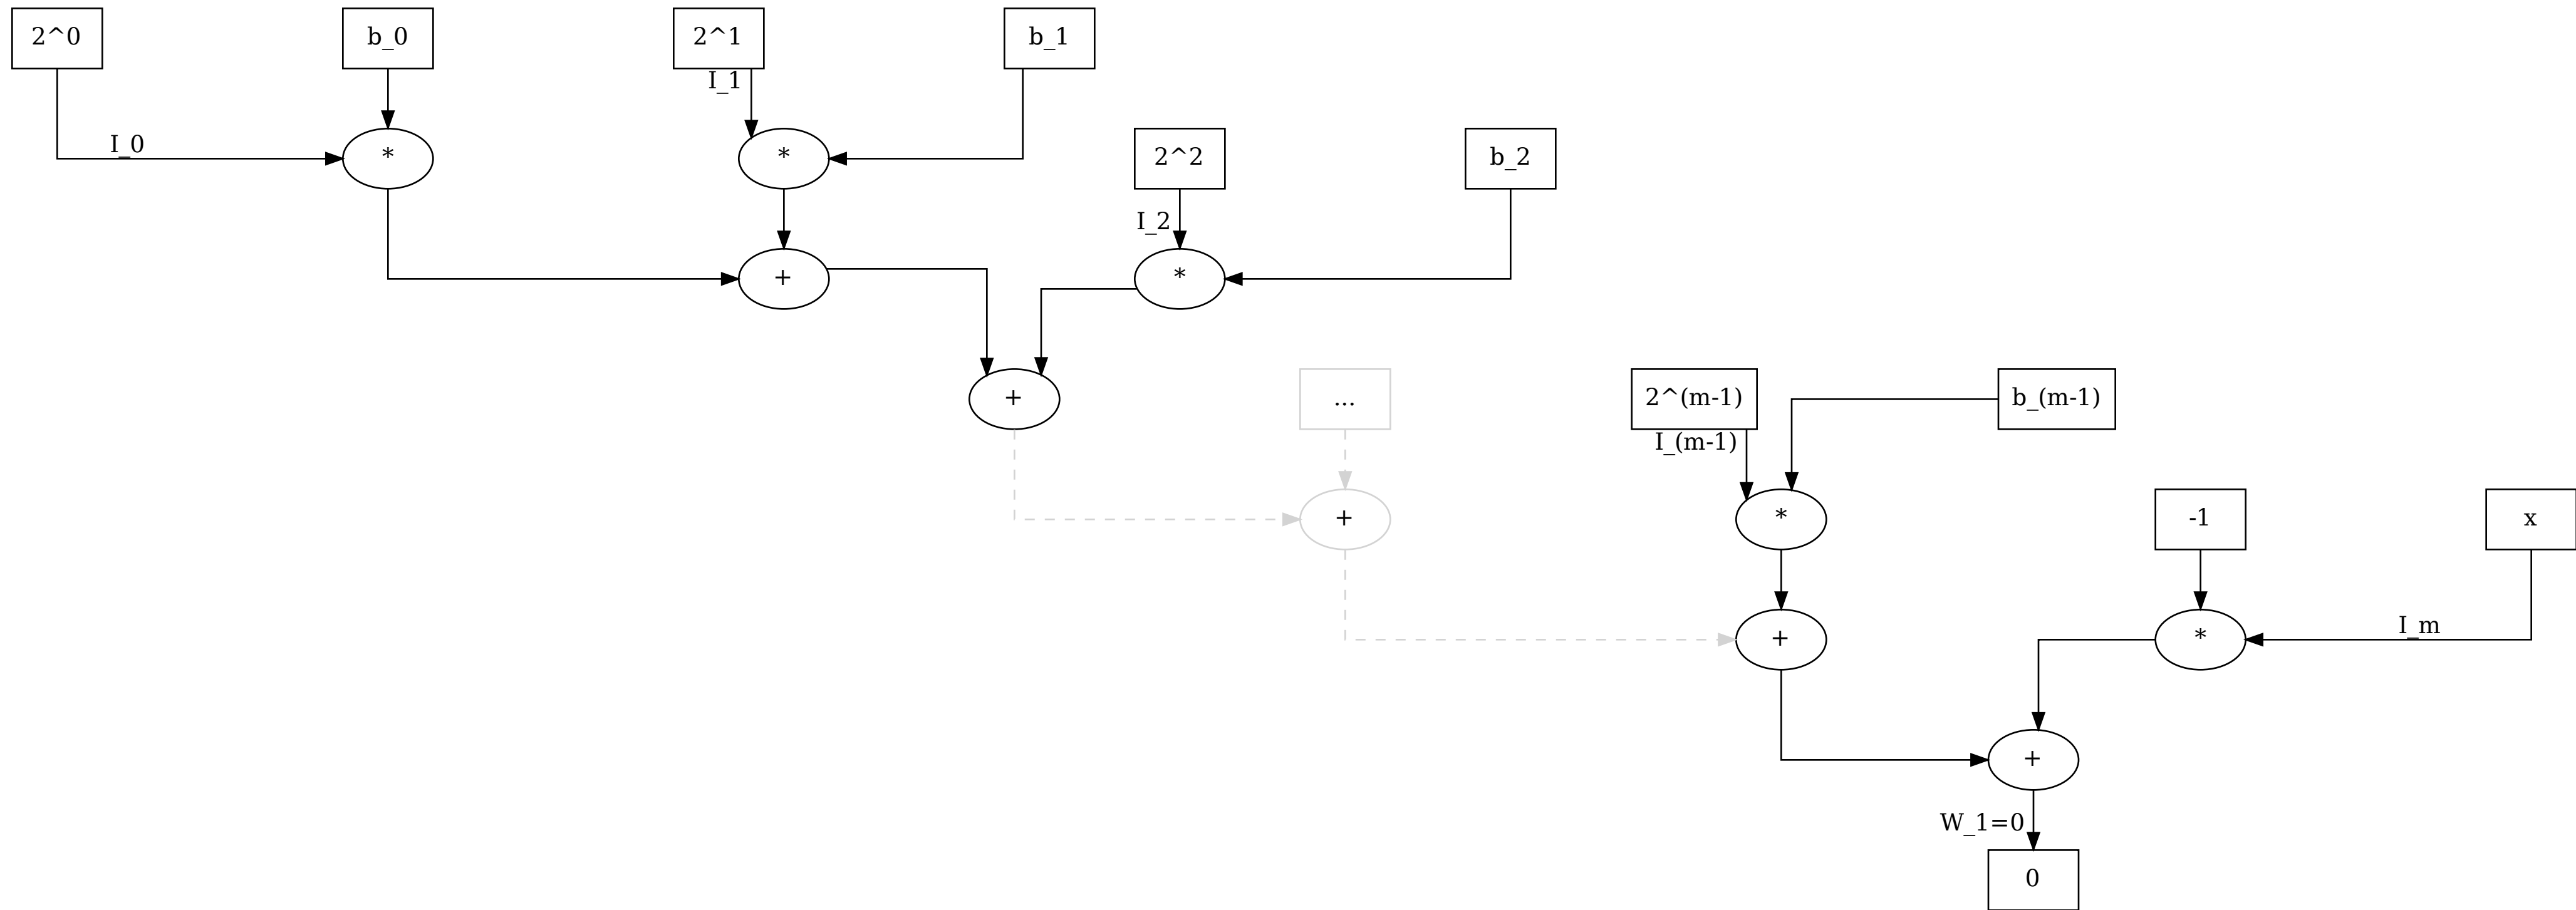 2^0
b_0
2^1
b_1
I_1
I_0
*
*
2^2
b_2
I_2
+
*
+
...
2^(m-1)
b_(m-1)
I_(m-1)
+
*
-1
x
+
*
I_m
+
W_1=0
0